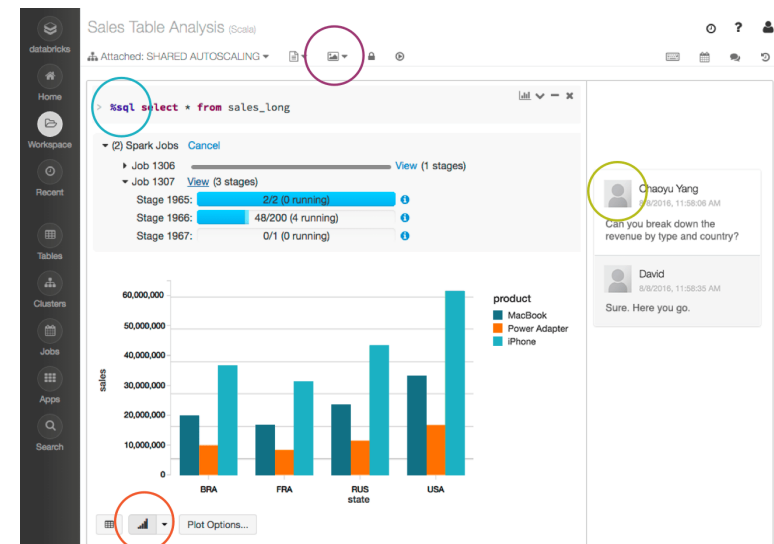 databricks
Home
Workspace
Recent
Tables
Clusters
Jobs
Apps
Search
Sales Table Analysis (Scala)
?
Attached: SHARED AUTOSCALING
> %sql select * from sales_long
(2) Spark Jobs Cancel
Job 1306 View (1 stages)
Job 1307 View (3 stages)
Stage 1965: 2/2 (0 running)
Stage 1966: 48/200 (4 running)
Stage 1967: 0/1 (0 running)
60,000,000
50,000,000
40,000,000
30,000,000
20,000,000
10,000,000
0
sales
BRA FRA RUS USA
state
product
MacBook
Power Adapter
iPhone
Plot Options...
Chaoyu Yang
8/8/2016, 11:58:06 AM
Can you break down the
revenue by type and country?
David
8/8/2016, 11:58:35 AM
Sure. Here you go.